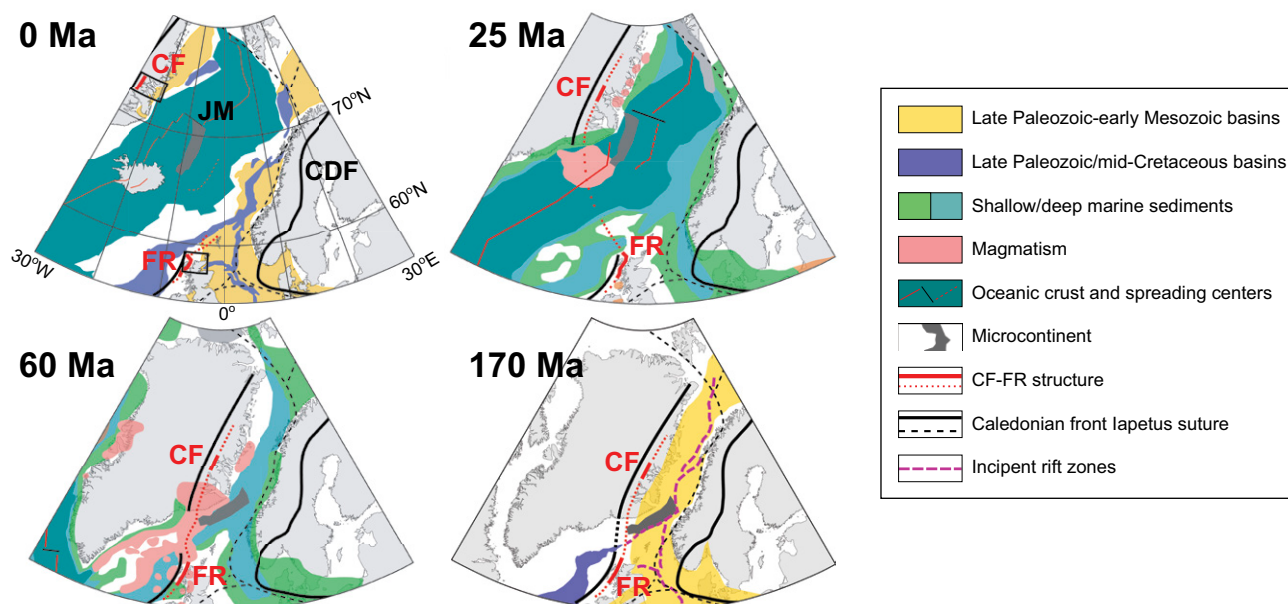 0 Ma
CF
JM
70°N
CDF
60°N
FR
30°W
30°E
0°
25 Ma
CF
FR
60 Ma
CF
FR
170 Ma
CF
FR
Late Paleozoic-early Mesozoic basins
Late Paleozoic/mid-Cretaceous basins
Shallow/deep marine sediments
Magmatism
Oceanic crust and spreading centers
Microcontinent
CF-FR structure
Caledonian front Iapetus suture
Incipent rift zones